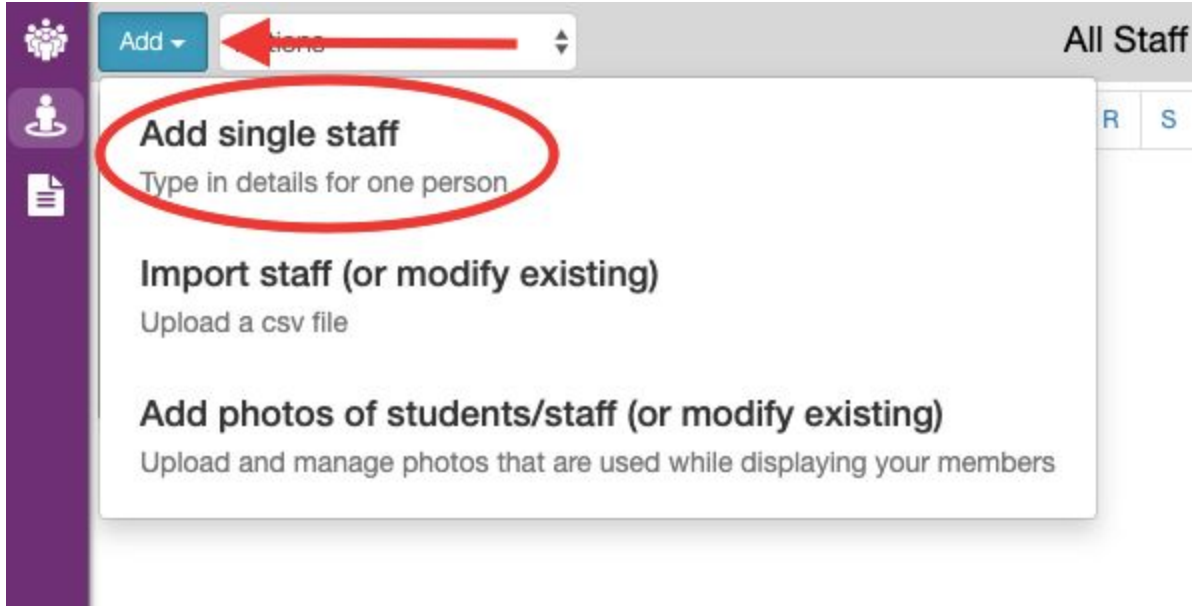 Add
All Staff
R S
Add single staff
Type in details for one person
Import staff (or modify existing)
Upload a csv file
Add photos of students/staff (or modify existing)
Upload and manage photos that are used while displaying your members